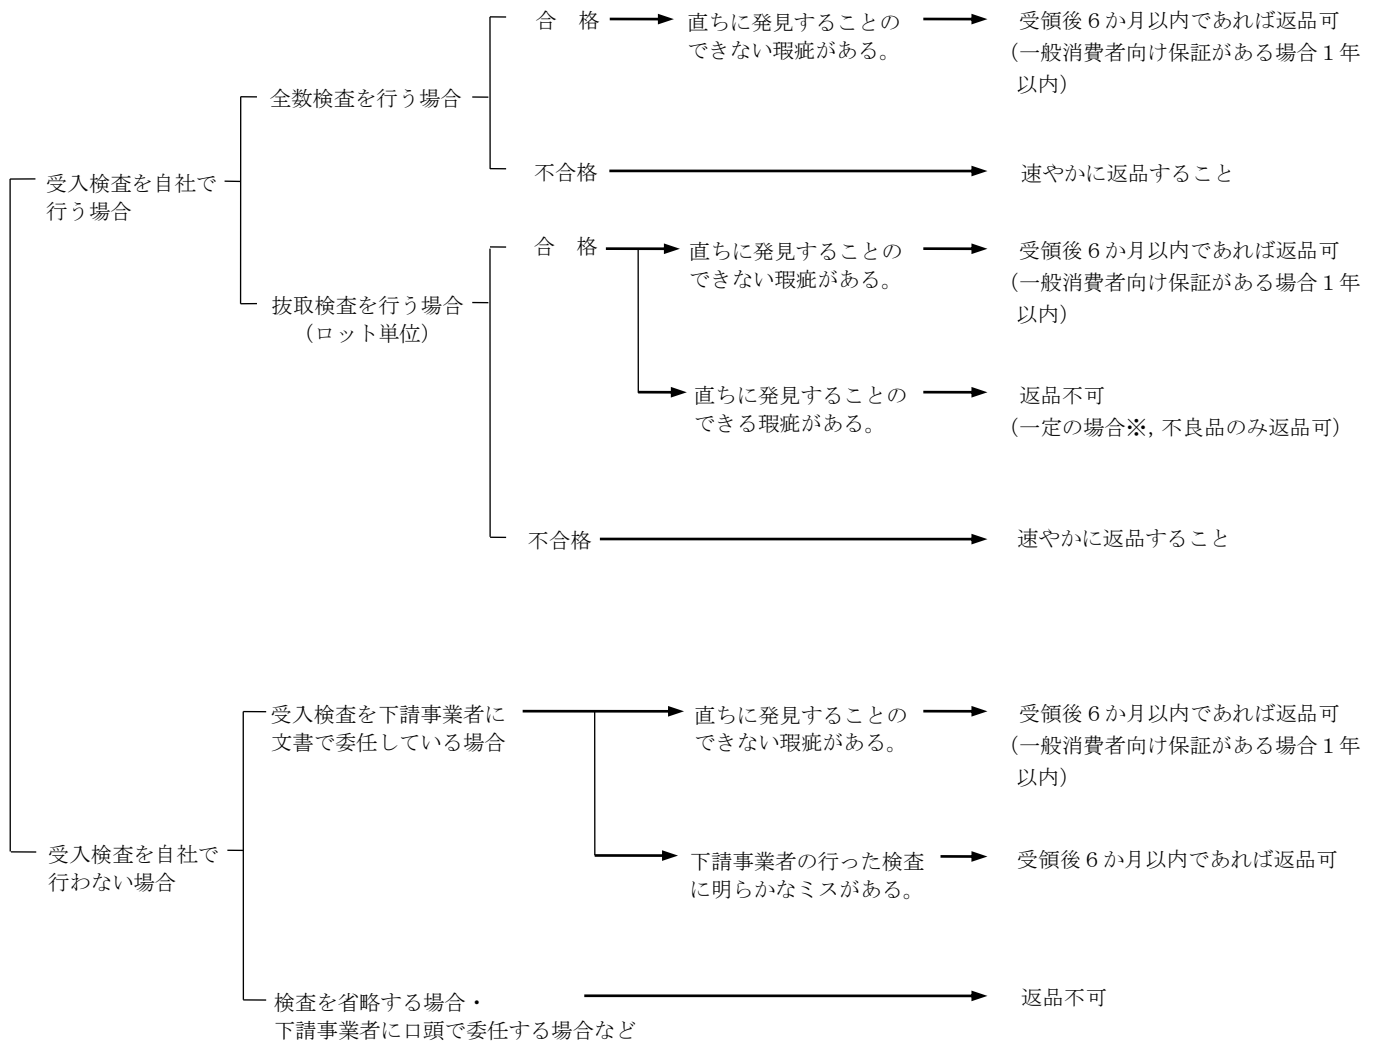 合　格
直ちに発見することの
できない瑕疵がある。
受領後６か月以内であれば返品可
（一般消費者向け保証がある場合１年
以内）
全数検査を行う場合
不合格
速やかに返品すること
受入検査を自社で
行う場合
合　格
直ちに発見することの
できない瑕疵がある。
受領後６か月以内であれば返品可
（一般消費者向け保証がある場合１年
以内）
抜取検査を行う場合
（ロット単位）
直ちに発見することの
できる瑕疵がある。
返品不可
（一定の場合※，不良品のみ返品可）
不合格
速やかに返品すること
受入検査を下請事業者に
文書で委任している場合
直ちに発見することの
できない瑕疵がある。
受領後６か月以内であれば返品可
（一般消費者向け保証がある場合１年
以内）
受入検査を自社で
行わない場合
下請事業者の行った検査
に明らかなミスがある。
受領後６か月以内であれば返品可
検査を省略する場合・
下請事業者に口頭で委任する場合など
返品不可